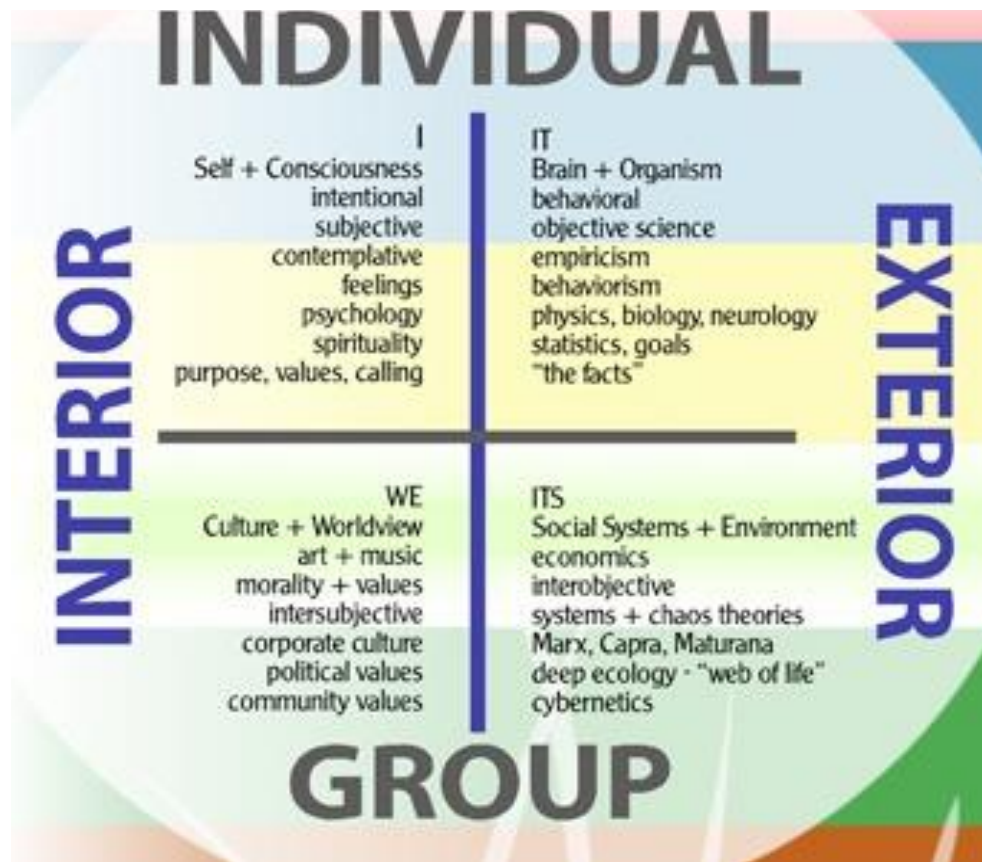 INDIVIDUAL
INTERIOR
I
Self + Consciousness
intentional
subjective
contemplative
feelings
psychology
spirituality
purpose, values, calling
IT
Brain + Organism
behavioral
objective science
empiricism
behaviorism
physics, biology, neurology
statistics, goals
"the facts"
EXTERIOR
WE
Culture + Worldview
art + music
morality + values
intersubjective
corporate culture
political values
community values
ITS
Social Systems + Environment
economics
interobjective
systems + chaos theories
Marx, Capra, Maturana
deep ecology - "web of life"
cybernetics
GROUP